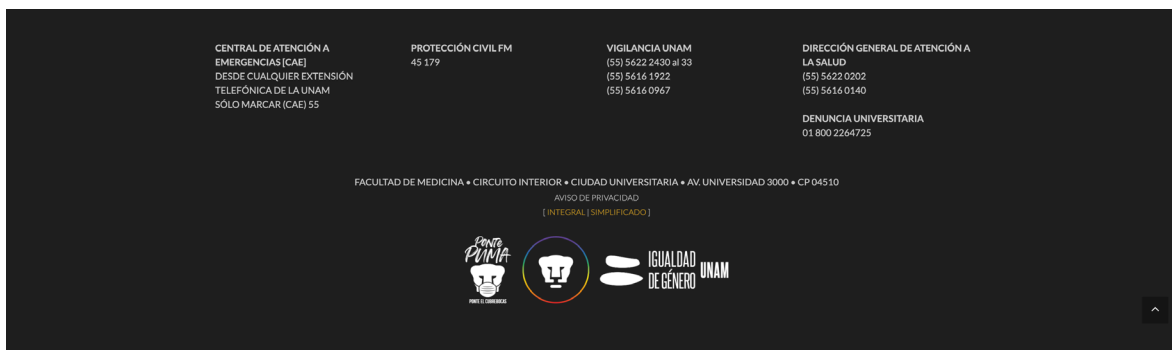 CENTRAL DE ATENCIÓN A
EMERGENCIAS [CAE]
DESDE CUALQUIER EXTENSIÓN
TELEFÓNICA DE LA UNAM
SÓLO MARCAR (CAE) 55
PROTECCIÓN CIVIL FM
45 179
VIGILANCIA UNAM
(55) 5622 2430 al 33
(55) 5616 1922
(55) 5616 0967
DIRECCIÓN GENERAL DE ATENCIÓN A
LA SALUD
(55) 5622 0202
(55) 5616 0140
DENUNCIA UNIVERSITARIA
01 800 2264725
FACULTAD DE MEDICINA • CIRCUITO INTERIOR • CIUDAD UNIVERSITARIA • AV. UNIVERSIDAD 3000 • CP 04510
AVISO DE PRIVACIDAD
[ INTEGRAL | SIMPLIFICADO ]
PONTE
PUMA
PONTE EL CUBREBOCAS
IGUALDAD
DE GÉNERO
UNAM